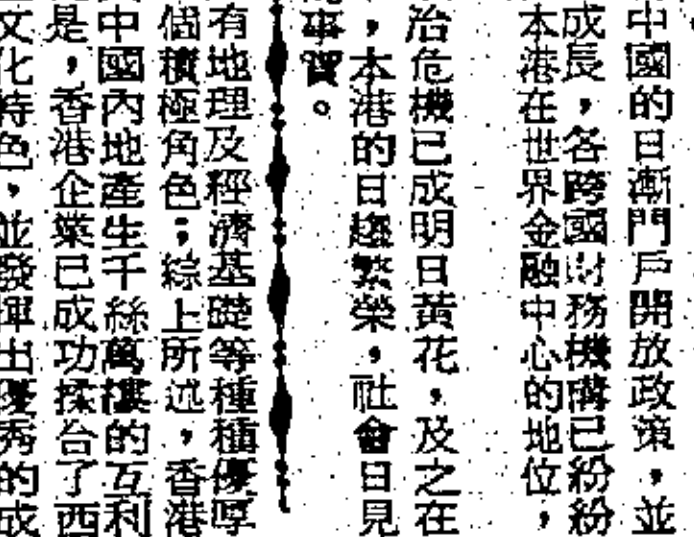 中國的日漸門戶開放政策，並
成長，各跨國財務機構已紛紛
本港在世界金融中心的地位，
治危機已成明日黃花，及之在
，本港的日趨繁榮，社會日見
事實。
有地理及經濟基礎等種種優厚
個積極角色；綜上所述，香港
中國內地產生千絲萬縷的互利
是，香港企業已成功揉合了西
文化特色，並發揮出優秀的成